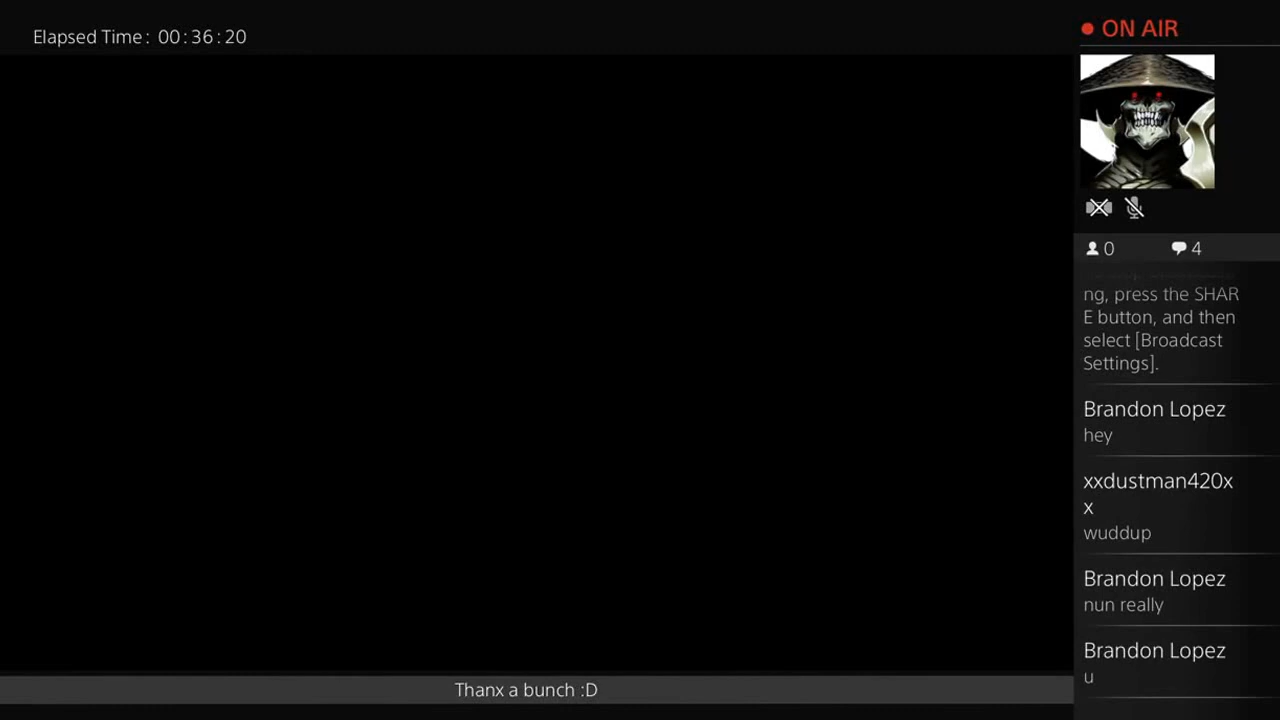 Elapsed Time: 00:36:20
ON AIR
0 4
ng, press the SHAR
E button, and then
select [Broadcast
Settings].
Brandon Lopez
hey
xxdustman420x
x
wuddup
Brandon Lopez
nun really
Brandon Lopez
u
Thanx a bunch :D